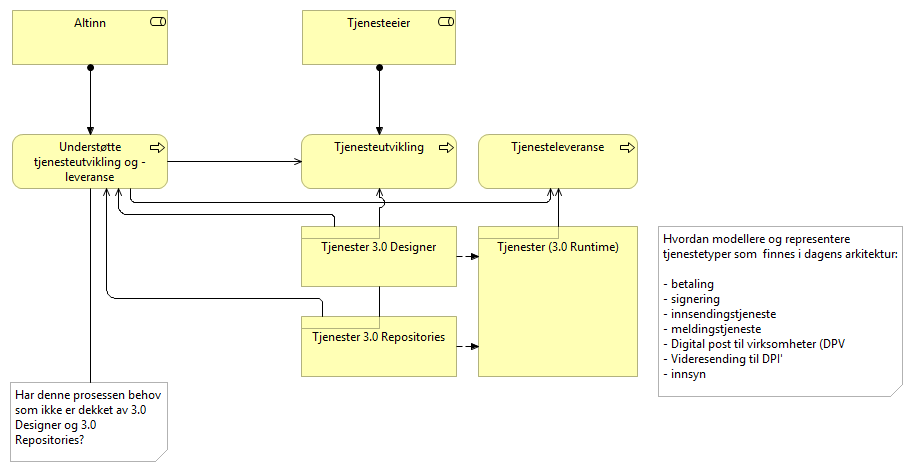 Altinn
Tjenesteeier
Understøtte
tjenesteutvikling og -
leveranse
Tjenesteutvikling
Tjenesteleveranse
Tjenester 3.0 Designer
Tjenester (3.0 Runtime)
Tjenester 3.0 Repositories
Hvordan modellere og representere
tjenestetyper som  finnes i dagens arkitektur:
- betaling
- signering
- innsendingstjeneste
- meldingstjeneste
- Digital post til virksomheter (DPV
- Videresending til DPI'
- innsyn
Har denne prosessen behov
som ikke er dekket av 3.0
Designer og 3.0
Repositories?